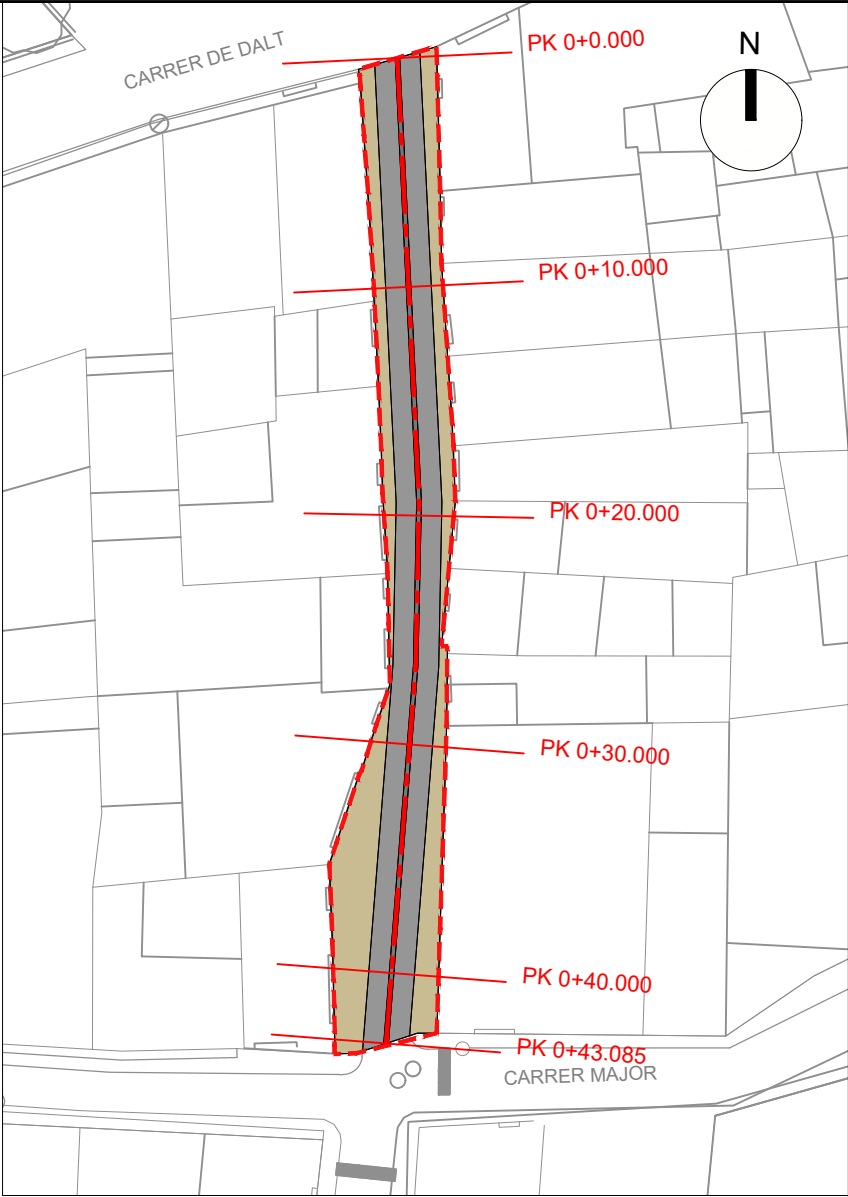 CARRER DE DALT
PK 0+0.000
N
PK 0+10.000
PK 0+20.000
PK 0+30.000
PK 0+40.000
PK 0+43.085
CARRER MAJOR